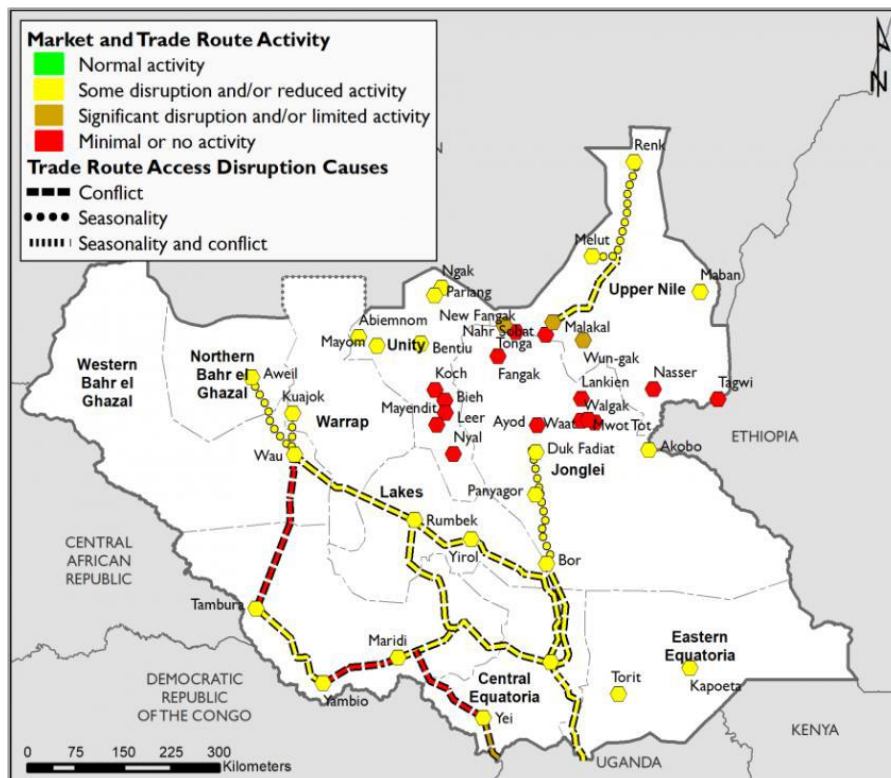 Market and Trade Route Activity
Normal activity
Some disruption and/or reduced activity
Significant disruption and/or limited activity
Minimal or no activity
Trade Route Access Disruption Causes
Conflict
Seasonality
Seasonality and conflict
N
Renk
Melut
Maban
Upper Nile
Ngak
Pariang
New Fangak
Nahr Sobat
Malakal
Tonga
Wun-gak
Abiemnom
Mayom
Unity
Bentiu
Fangak
Koch
Lankien
Nasser
Tagwi
Bieh
Mayendit
Leer
Walgak
Ayod
Waat
Mwot Tot
Nyal
Akobo
Duk Fadiat
Jonglei
Panyagor
Western
Bahr el
Ghazal
Northern
Bahr el
Ghazal
Aweil
Kuajok
Warrap
Wau
Lakes
Rumbek
Yirol
Bor
ETHIOPIA
CENTRAL
AFRICAN
REPUBLIC
Tambura
Maridi
Yambio
Central
Equatoria
Yei
Eastern
Equatoria
Torit
Kapoeta
DEMOCRATIC
REPUBLIC
OF THE CONGO
UGANDA
KENYA
0 75 150 225 300
Kilometers